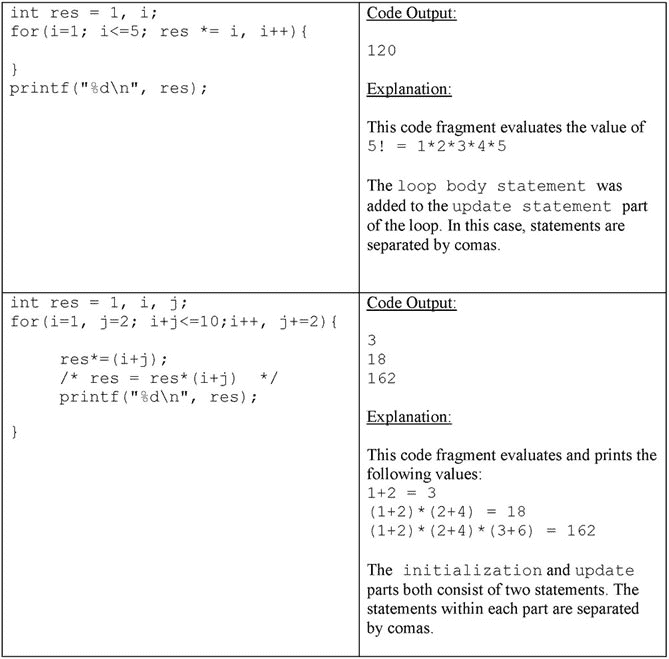 int res = 1, i;
for(i=1; i<=5; res *= i, i++){
}
printf("%d\n", res);
Code Output:
120
Explanation:
This code fragment evaluates the value of
5! = 1*2*3*4*5
The loop body statement was
added to the update statement part
of the loop. In this case, statements are
separated by comas.
int res = 1, i, j;
for(i=1, j=2; i+j<=10;i++, j+=2){
res*=(i+j);
/* res = res*(i+j) */
printf("%d\n", res);
}
Code Output:
3
18
162
Explanation:
This code fragment evaluates and prints the
following values:
1+2 = 3
(1+2)*(2+4) = 18
(1+2)*(2+4)*(3+6) = 162
The initialization and update
parts both consist of two statements. The
statements within each part are separated
by comas.